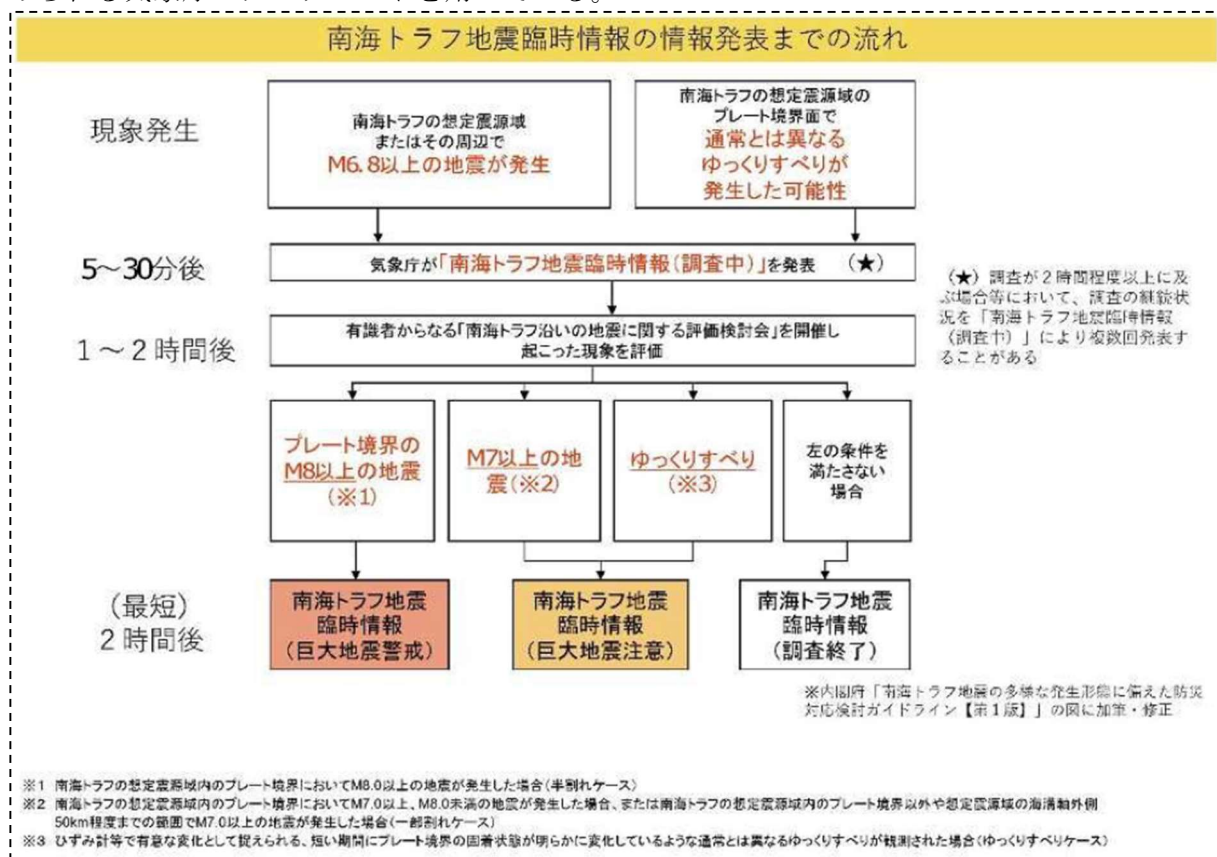 南海トラフ地震臨時情報の情報発表までの流れ
現象発生
南海トラフの想定震源域
またはその周辺で
M6.8以上の地震が発生
南海トラフの想定震源域の
プレート境界面で
通常とは異なる
ゆっくりすべりが
発生した可能性
5～30分後
気象庁が「南海トラフ地震臨時情報(調査中)」を発表 (★)
(★)調査が2時間程度以上に及
ぶ場合等において、調査の継続状
況を「南海トラフ地震臨時情報
(調査中)」により複数回発表す
ることがある
1～2時間後
有識者からなる「南海トラフ沿いの地震に関する評価検討会」を開催し
起こった現象を評価
プレート境界の
M8以上の地震
(※1)
M7以上の地
震(※2)
ゆっくりすべり
(※3)
左の条件を
満たさない
場合
(最短)
2時間後
南海トラフ地震
臨時情報
(巨大地震警戒)
南海トラフ地震
臨時情報
(巨大地震注意)
南海トラフ地震
臨時情報
(調査終了)
※内閣府「南海トラフ地震の多様な発生形態に備えた防災
対応検討ガイドライン【第1版】」の図に加筆・修正
※1 南海トラフの想定震源域内のプレート境界においてM8.0以上の地震が発生した場合(半割れケース)
※2 南海トラフの想定震源域内のプレート境界においてM7.0以上、M8.0未満の地震が発生した場合、または南海トラフの想定震源域内のプレート境界以外や想定震源域の海溝軸外側
50km程度までの範囲でM7.0以上の地震が発生した場合(一部割れケース)
※3 ひずみ計等で有意な変化として捉えられる、短い期間にプレート境界の固着状態が明らかに変化しているような通常とは異なるゆっくりすべりが観測された場合(ゆっくりすべりケース)